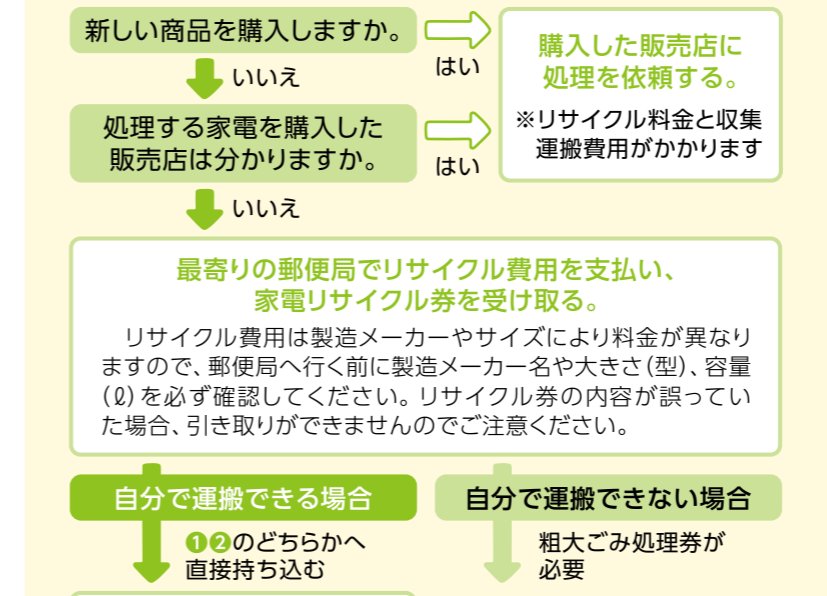 新しい商品を購入しますか。
はい
いいえ
購入した販売店に
処理を依頼する。
※リサイクル料金と収集
運搬費用がかかります
処理する家電を購入した
販売店は分かりますか。
はい
いいえ
最寄りの郵便局でリサイクル費用を支払い、
家電リサイクル券を受け取る。
リサイクル費用は製造メーカーやサイズにより料金が異なり
ますので、郵便局へ行く前に製造メーカー名や大きさ(型)、容量
(ℓ)を必ず確認してください。リサイクル券の内容が誤ってい
た場合、引き取りができませんのでご注意ください。
自分で運搬できる場合
❶❷のどちらかへ
直接持ち込む
自分で運搬できない場合
粗大ごみ処理券が
必要